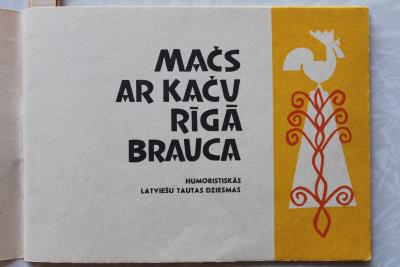 MAČS
AR KAČU
RĪGĀ
BRAUCA
HUMORISTISKĀS
LATVIEŠU TAUTAS DZIESMAS